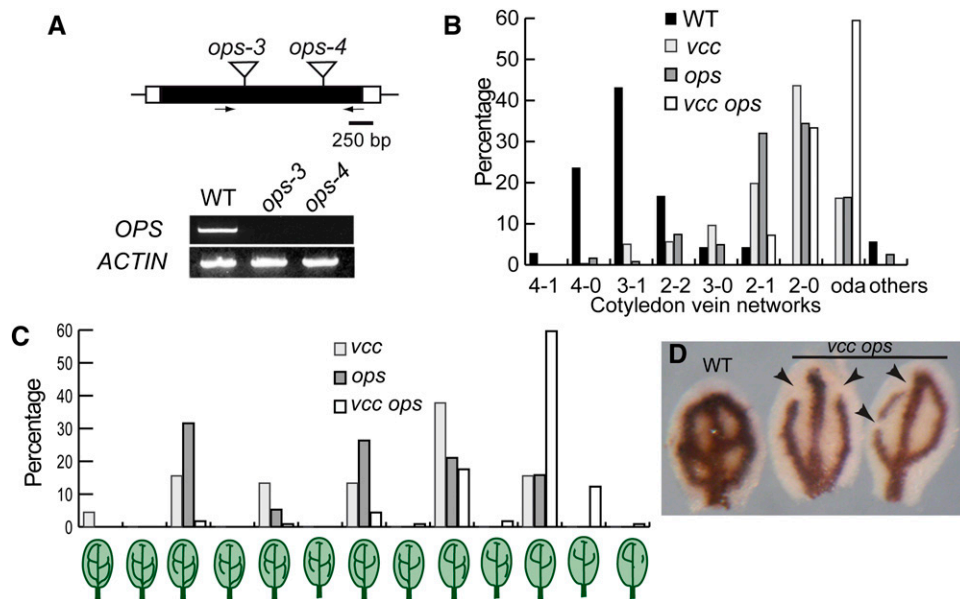 A
ops-3 ops-4
250 bp
WT ops-3 ops-4
OPS
ACTIN
B
WT
vcc
ops
vcc ops
Percentage
60
50
40
30
20
10
0
4-1 4-0 3-1 2-2 3-0 2-1 2-0 oda others
Cotyledon vein networks
C
vcc
ops
vcc ops
Percentage
60
50
40
30
20
10
0
D
WT
vcc ops